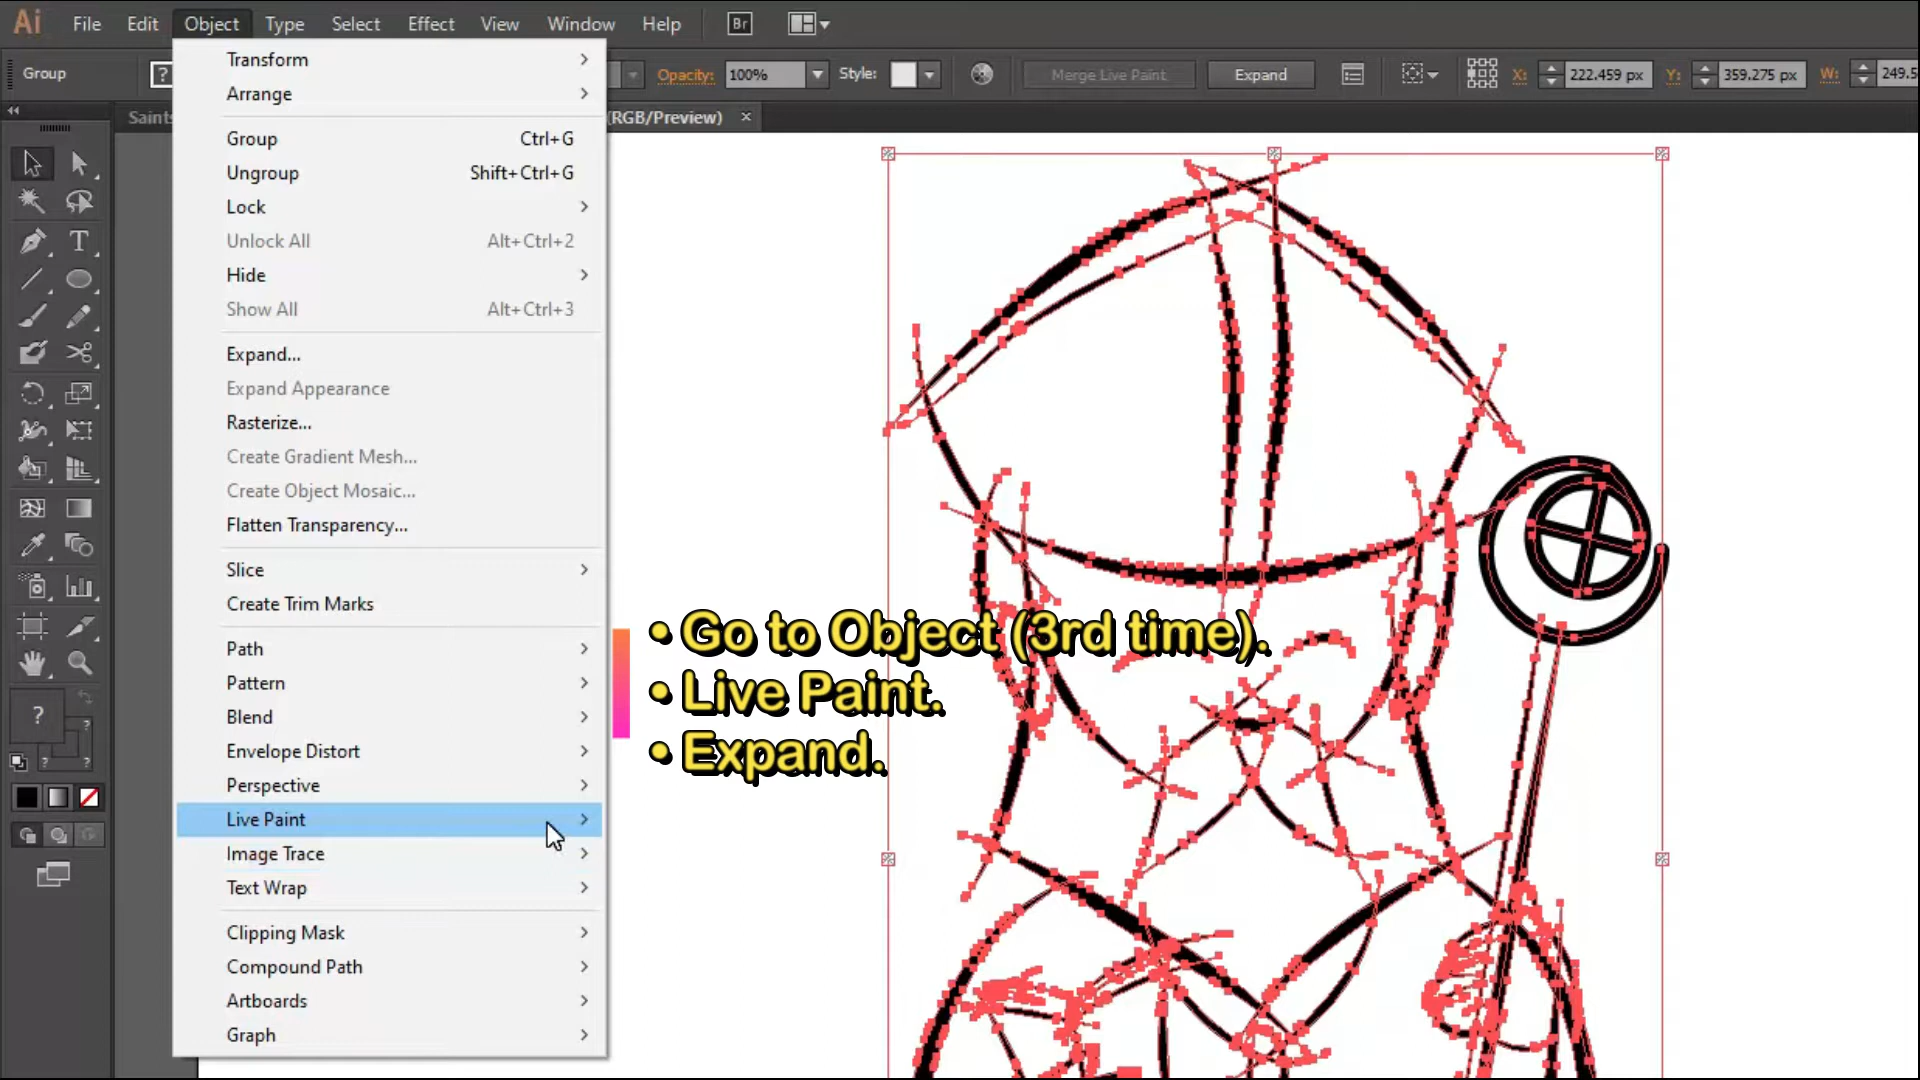 Ai File Edit Object Type Select Effect View Window Help Br
Group ? Opacity: 100% Style: Merge Live Paint Expand X: 222.459 px Y: 359.275 px W: 249.5
Saints (RGB/Preview) ×
Transform
Arrange
Group Ctrl+G
Ungroup Shift+Ctrl+G
Lock
Unlock All Alt+Ctrl+2
Hide
Show All Alt+Ctrl+3
Expand...
Expand Appearance
Rasterize...
Create Gradient Mesh...
Create Object Mosaic...
Flatten Transparency...
Slice
Create Trim Marks
Path
Pattern
Blend
Envelope Distort
Perspective
Live Paint
Image Trace
Text Wrap
Clipping Mask
Compound Path
Artboards
Graph
• Go to Object (3rd time).
• Live Paint.
• Expand.